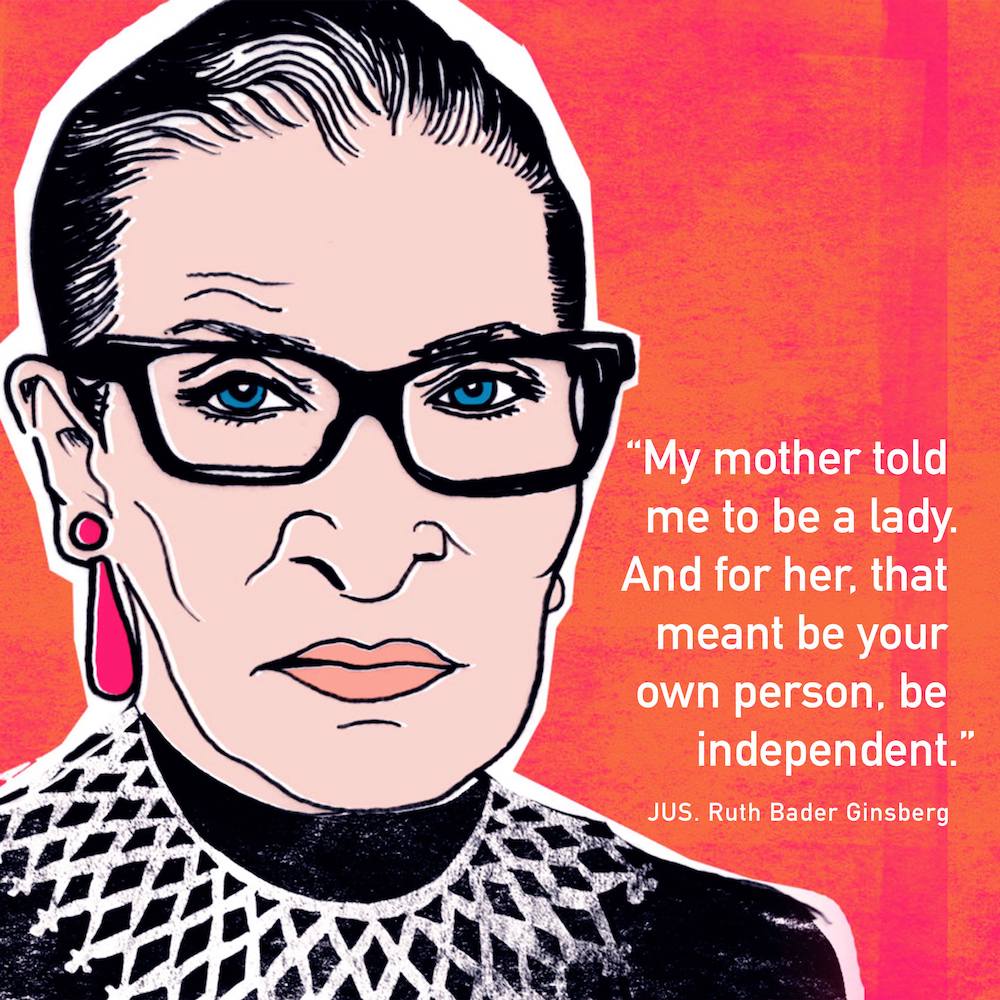 “My mother told
me to be a lady.
And for her, that
meant be your
own person, be
independent.”
JUS. Ruth Bader Ginsberg